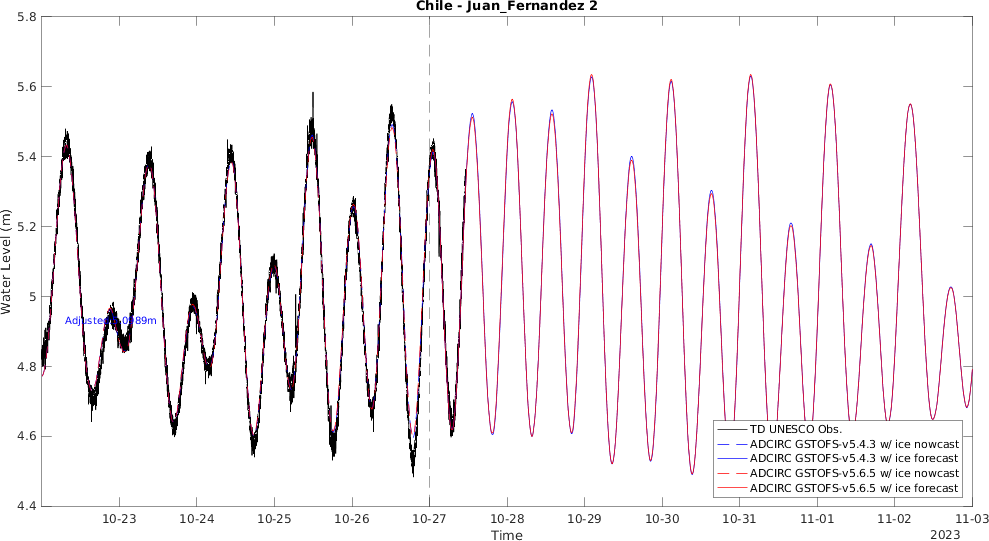 Chile - Juan_Fernandez 2
5.8
5.6
5.4
5.2
5
4.8
4.6
4.4
Water Level (m)
Adjusted
TD UNESCO Obs.
ADCIRC GSTOFS-v5.4.3 w/ ice nowcast
ADCIRC GSTOFS-v5.4.3 w/ ice forecast
ADCIRC GSTOFS-v5.6.5 w/ ice nowcast
ADCIRC GSTOFS-v5.6.5 w/ ice forecast
10-23 10-24 10-25 10-26 10-27 10-28 10-29 10-30 10-31 11-01 11-02 11-03
Time
2023